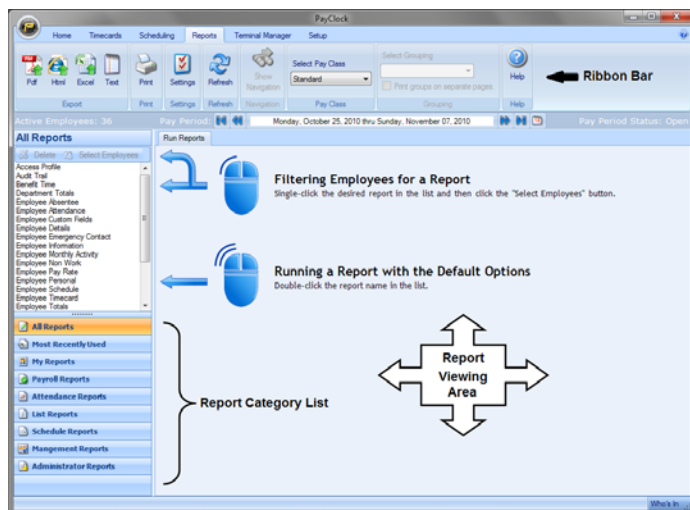 PayClock
Home Timecards Scheduling Reports Terminal Manager Setup
Pdf Html Excel Text Print Settings Refresh Show Navigation Select Pay Class Standard Select Grouping Print groups on separate pages Help Ribbon Bar
Export Print Settings Refresh Navigation Pay Class Grouping Help
Active Employees: 36 Pay Period: Monday, October 25, 2010 thru Sunday, November 07, 2010 Pay Period Status: Open
All Reports
Run Reports
Delete Select Employees
Access Profile
Audit Trail
Benefit Time
Department Totals
Employee Absentee
Employee Attendance
Employee Custom Fields
Employee Details
Employee Emergency Contact
Employee Information
Employee Monthly Activity
Employee Non Work
Employee Pay Rate
Employee Personal
Employee Schedule
Employee Timecard
Employee Totals
Filtering Employees for a Report
Single-click the desired report in the list and then click the "Select Employees" button.
Running a Report with the Default Options
Double-click the report name in the list.
All Reports
Most Recently Used
My Reports
Payroll Reports
Attendance Reports
List Reports
Schedule Reports
Mangement Reports
Administrator Reports
Report Category List
Report
Viewing
Area
Who's In